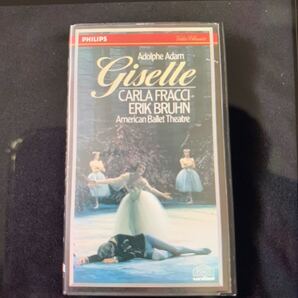 PHILIPS
Adolphe Adam
Giselle
CARLA FRACCI-
ERIK BRUHN
American Ballet Theatre